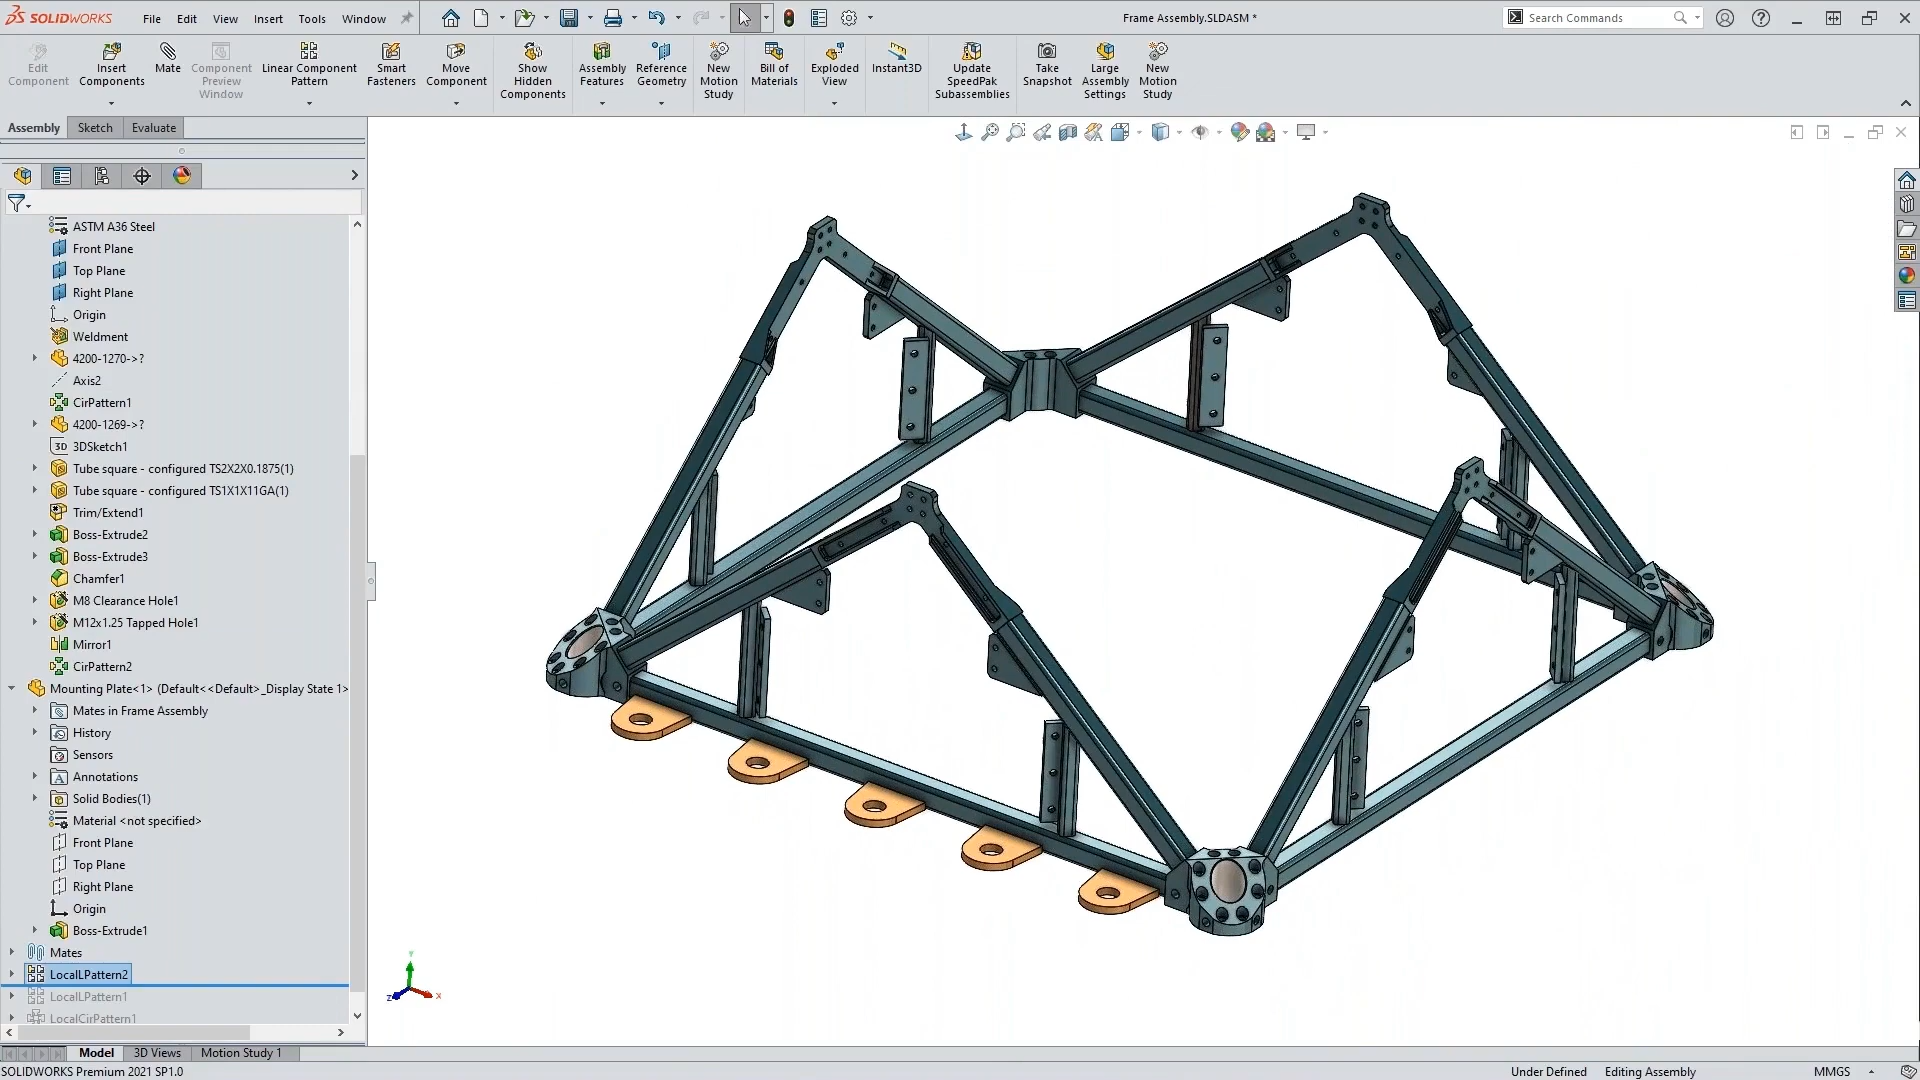 SOLIDWORKS File Edit View Insert Tools Window Frame Assembly.SLDASM * Search Commands
Edit Component
Insert Components
Mate
Component Preview Window
Linear Component Pattern
Smart Fasteners
Move Component
Show Hidden Components
Assembly Features
Reference Geometry
New Motion Study
Bill of Materials
Exploded View
Instant3D
Update SpeedPak Subassemblies
Take Snapshot
Large Assembly Settings
New Motion Study
Assembly Sketch Evaluate
ASTM A36 Steel
Front Plane
Top Plane
Right Plane
Origin
Weldment
4200-1270->?
Axis2
CirPattern1
4200-1269->?
3D 3DSketch1
Tube square - configured TS2X2X0.1875(1)
Tube square - configured TS1X1X11GA(1)
Trim/Extend1
Boss-Extrude2
Boss-Extrude3
Chamfer1
M8 Clearance Hole1
M12x1.25 Tapped Hole1
Mirror1
CirPattern2
Mounting Plate<1> (Default<<Default>_Display State 1>
Mates in Frame Assembly
History
Sensors
A Annotations
Solid Bodies(1)
Material <not specified>
Front Plane
Top Plane
Right Plane
Origin
Boss-Extrude1
Mates
LocalLPattern2
LocalLPattern1
LocalCirPattern1
Y
Z X
Model 3D Views Motion Study 1
SOLIDWORKS Premium 2021 SP1.0 Under Defined Editing Assembly MMGS